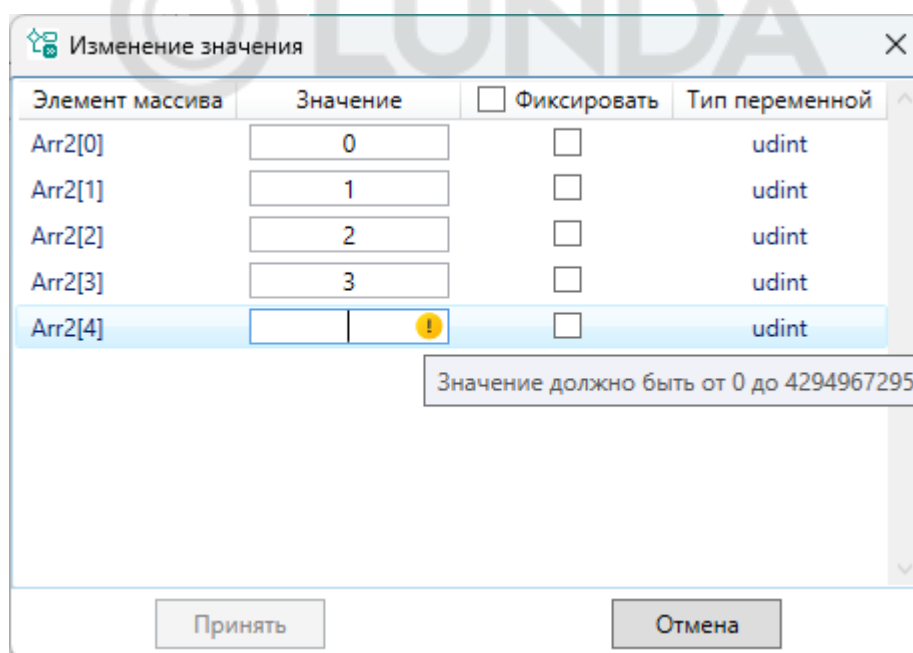 LUNDA
Изменение значения
Элемент массива Значение Фиксировать Тип переменной
Arr2[0] 0 udint
Arr2[1] 1 udint
Arr2[2] 2 udint
Arr2[3] 3 udint
Arr2[4] ! udint
Значение должно быть от 0 до 4294967295
Принять Отмена